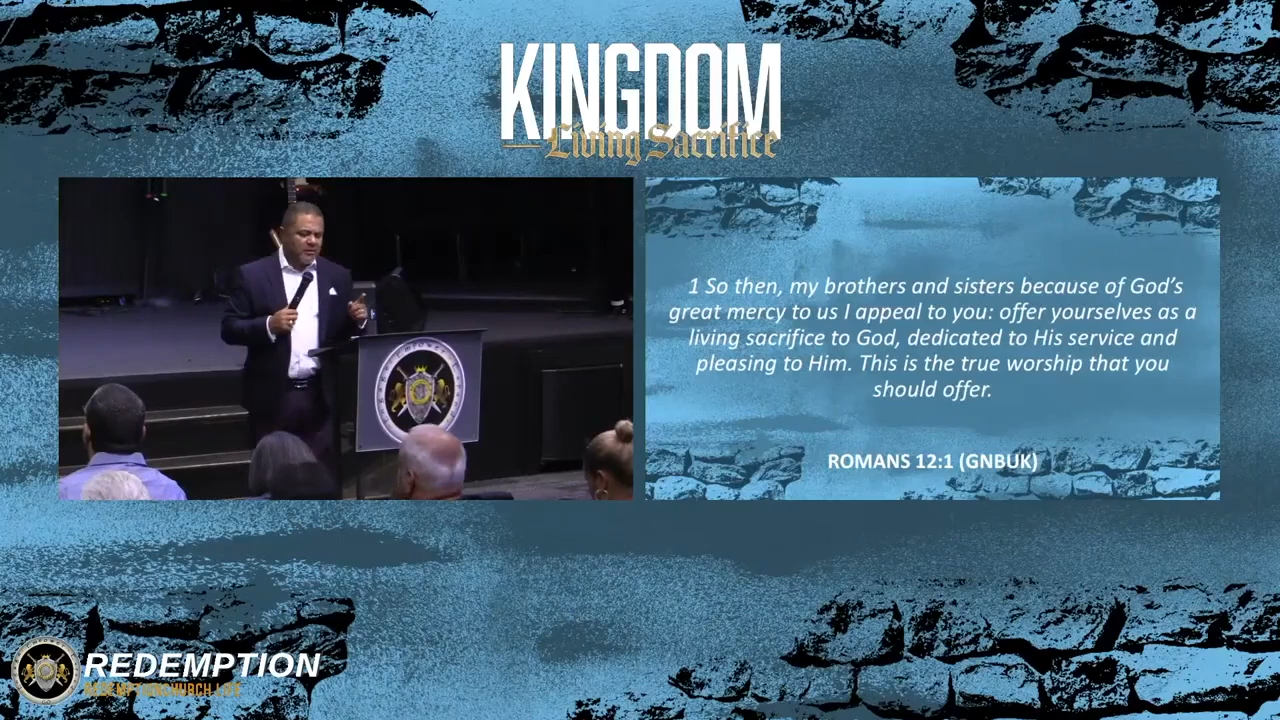 KINGDOM
Living Sacrifice
1 So then, my brothers and sisters because of God's
great mercy to us I appeal to you: offer yourselves as a
living sacrifice to God, dedicated to His service and
pleasing to Him. This is the true worship that you
should offer.
ROMANS 12:1 (GNBUK)
REDEMPTION